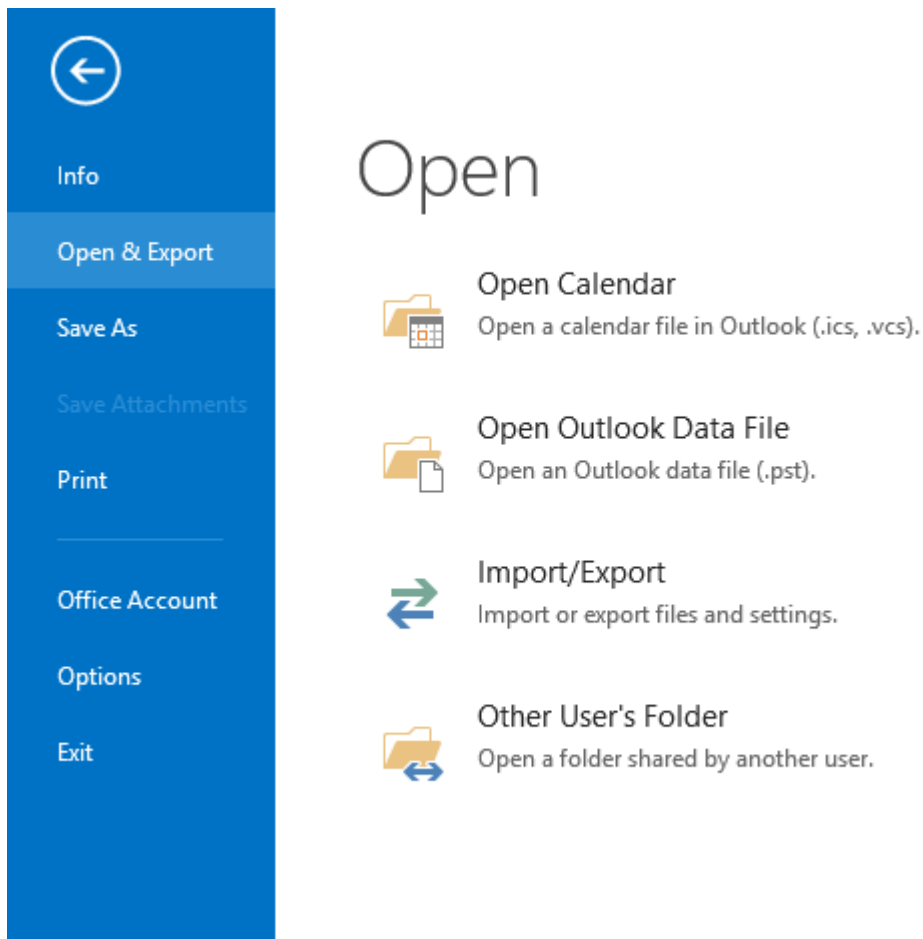 Info
Open & Export
Save As
Save Attachments
Print
Office Account
Options
Exit
Open
Open Calendar
Open a calendar file in Outlook (.ics, .vcs).
Open Outlook Data File
Open an Outlook data file (.pst).
Import/Export
Import or export files and settings.
Other User's Folder
Open a folder shared by another user.